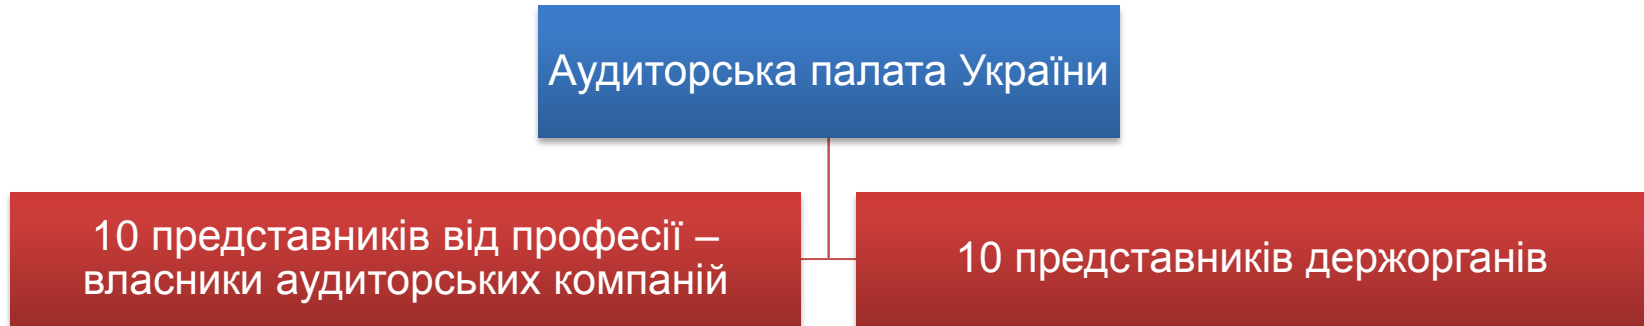 Аудиторська палата України
10 представників від професії –
власники аудиторських компаній
10 представників держорганів